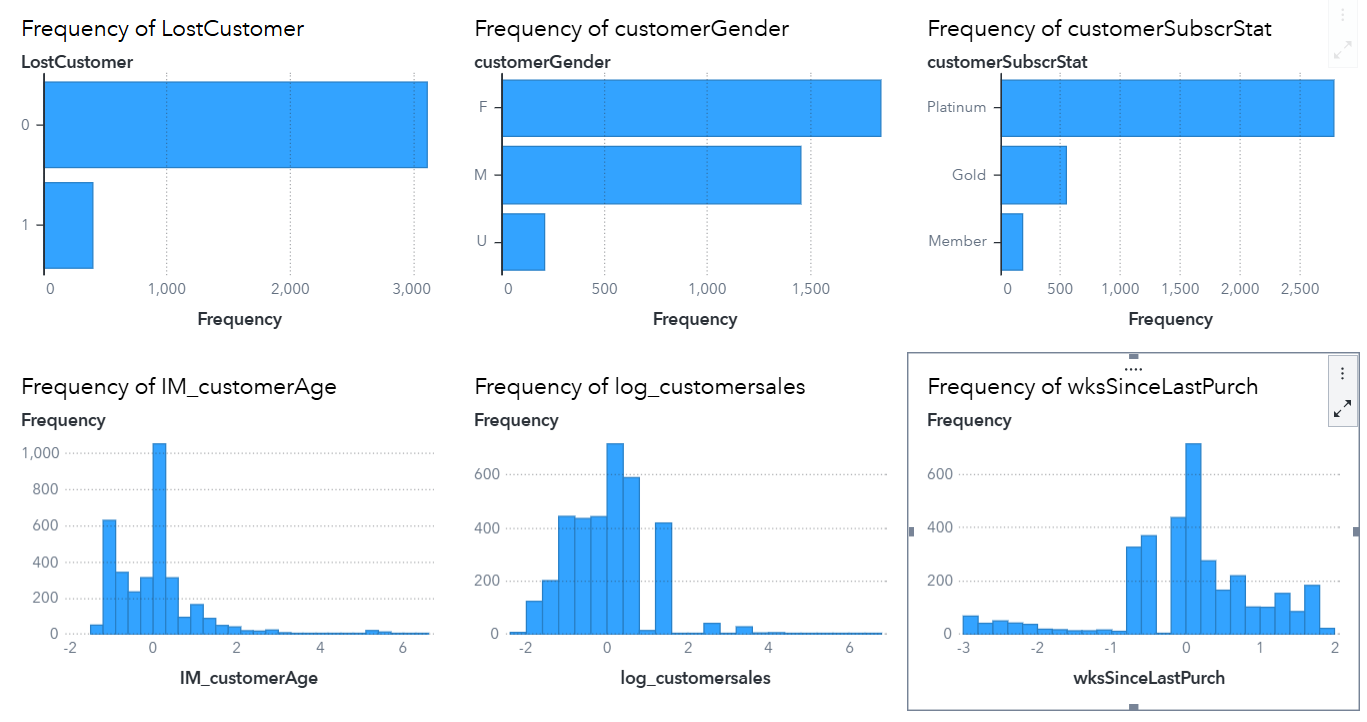 Frequency of LostCustomer
LostCustomer
0
1
0 1,000 2,000 3,000
Frequency
Frequency of customerGender
customerGender
F
M
U
0 500 1,000 1,500
Frequency
Frequency of customerSubscrStat
customerSubscrStat
Platinum
Gold
Member
0 500 1,000 1,500 2,000 2,500
Frequency
Frequency of IM_customerAge
Frequency
1,000
800
600
400
200
0
-2 0 2 4 6
IM_customerAge
Frequency of log_customersales
Frequency
600
400
200
0
-2 0 2 4 6
log_customersales
Frequency of wksSinceLastPurch
Frequency
600
400
200
0
-3 -2 -1 0 1 2
wksSinceLastPurch